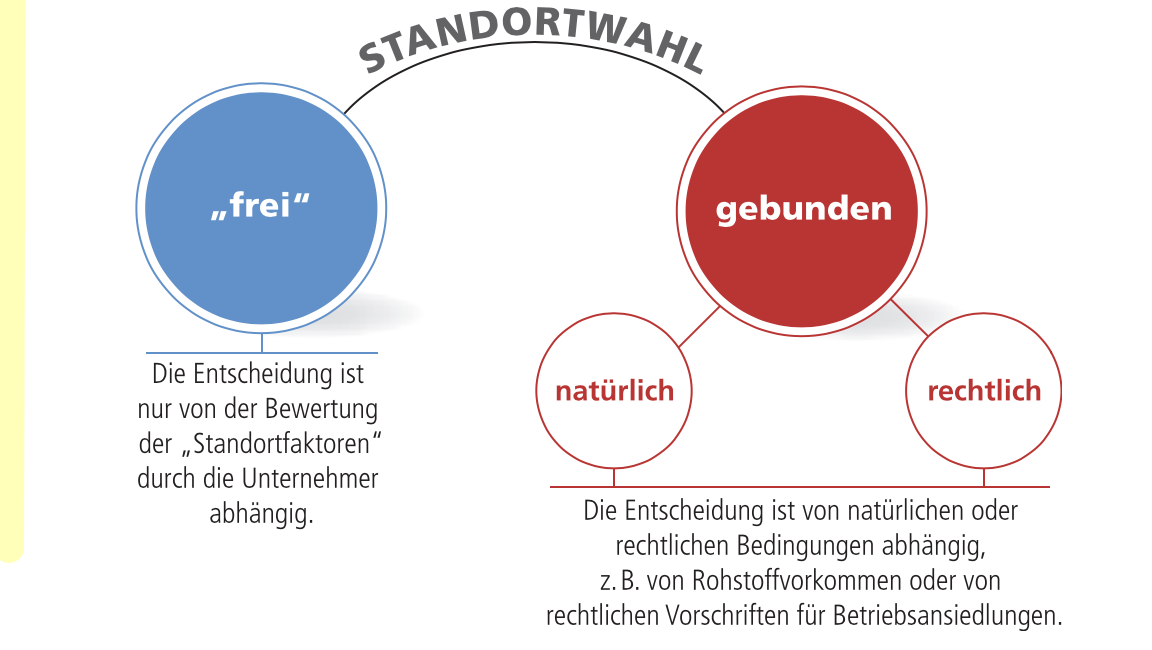 STANDORTWAHL
„frei“
gebunden
Die Entscheidung ist
nur von der Bewertung
der „Standortfaktoren“
durch die Unternehmer
abhängig.
natürlich
rechtlich
Die Entscheidung ist von natürlichen oder
rechtlichen Bedingungen abhängig,
z. B. von Rohstoffvorkommen oder von
rechtlichen Vorschriften für Betriebsansiedlungen.